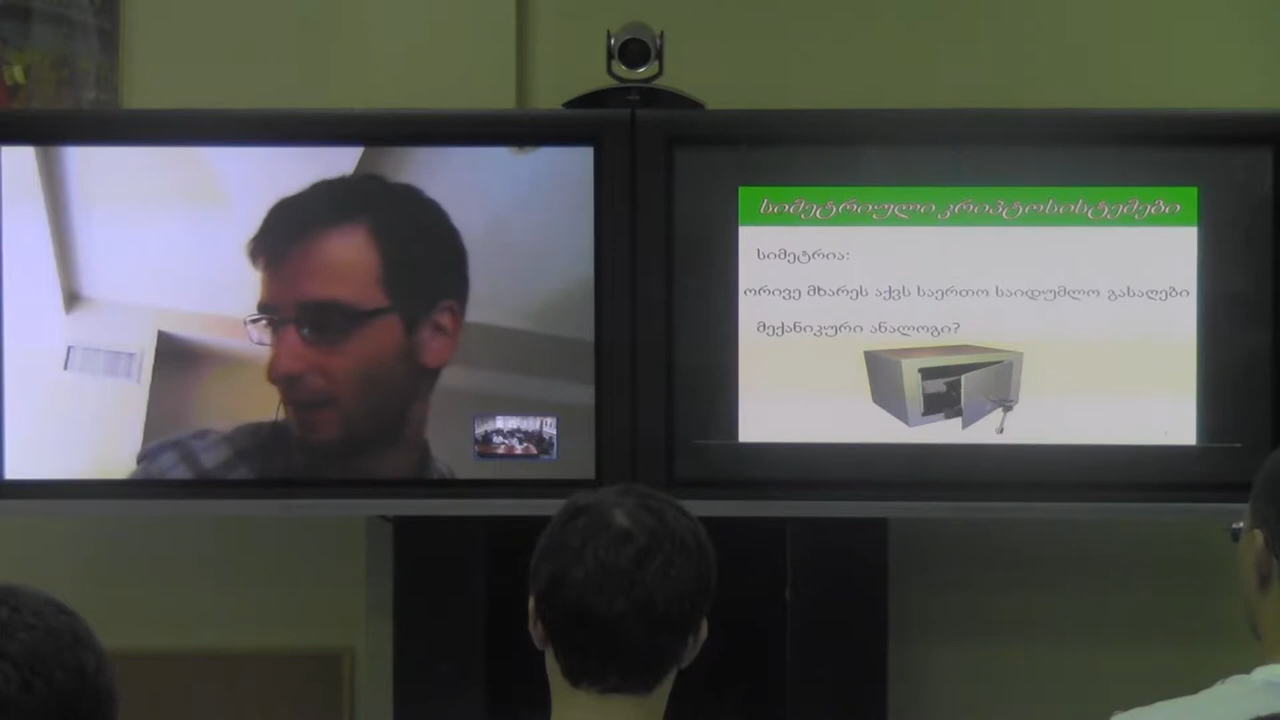 სიმეტრიული კრიპტოსისტემები
სიმეტრია:
ორივე მხარეს აქვს საერთო საიდუმლო გასაღები
მექანიკური ანალოგი?